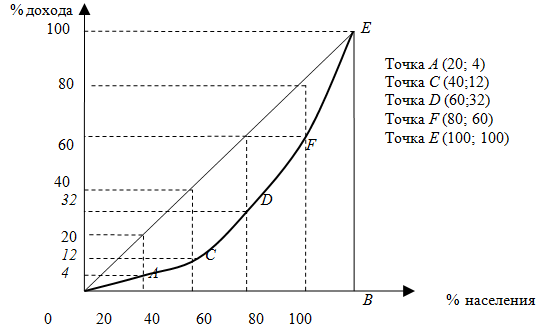 % дохода
100
E
Точка A (20; 4)
80
Точка C (40;12)
Точка D (60;32)
Точка F (80; 60)
60
F
Точка E (100; 100)
40
32
D
20
12
C
4
A
B
% населения
0 20 40 60 80 100